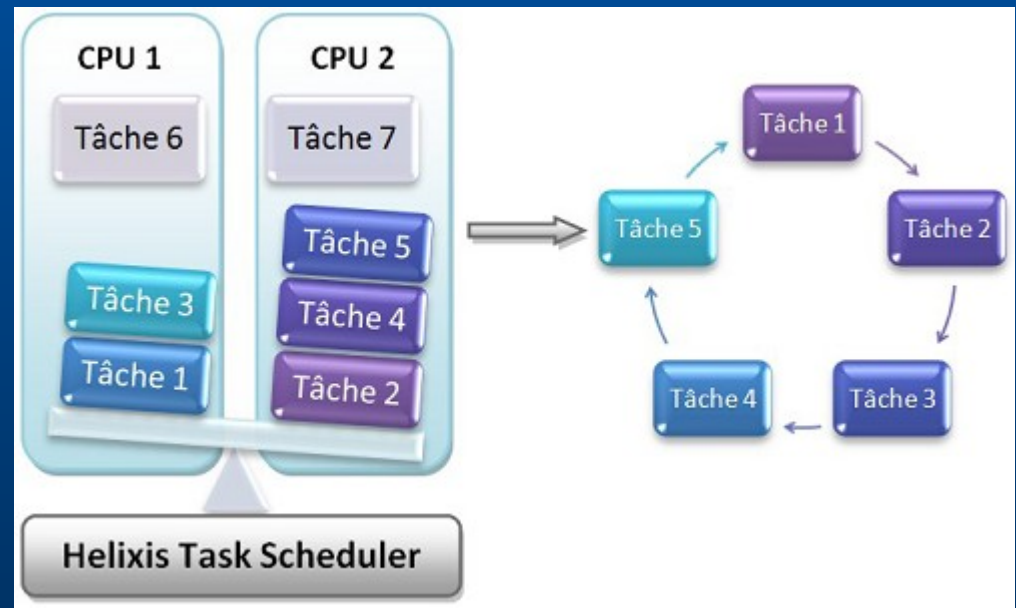 CPU 1
CPU 2
Tâche 6
Tâche 7
Tâche 5
Tâche 3
Tâche 4
Tâche 1
Tâche 2
Helixis Task Scheduler
Tâche 1
Tâche 2
Tâche 3
Tâche 4
Tâche 5